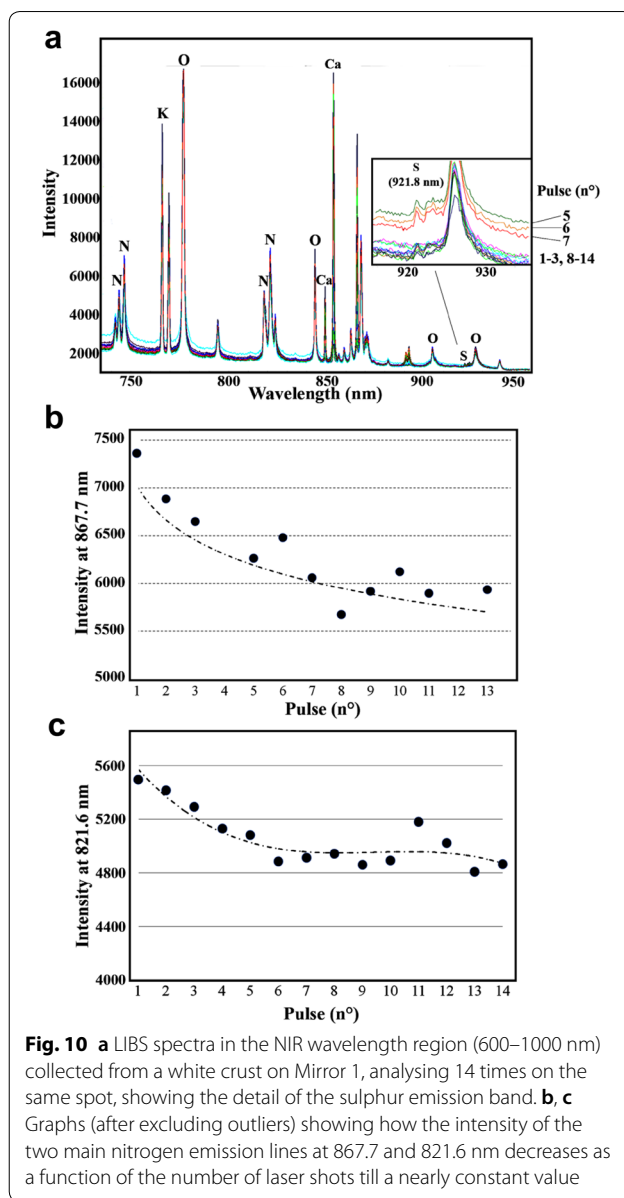 a
16000
14000
12000
10000
8000
6000
4000
2000
Intensity
N
N
K
O
N
N
O
Ca
Ca
O
S
O
S
(921.8 nm)
920
930
Pulse (n°)
5
6
7
1-3, 8-14
750
800
850
900
950
Wavelength (nm)
b
7500
7000
6500
6000
5500
5000
Intensity at 867.7 nm
1 2 3 4 5 6 7 8 9 10 11 12 13
Pulse (n°)
c
5600
5200
4800
4400
4000
Intensity at 821.6 nm
1 2 3 4 5 6 7 8 9 10 11 12 13 14
Pulse (n°)
Fig. 10 a LIBS spectra in the NIR wavelength region (600–1000 nm)
collected from a white crust on Mirror 1, analysing 14 times on the
same spot, showing the detail of the sulphur emission band. b, c
Graphs (after excluding outliers) showing how the intensity of the
two main nitrogen emission lines at 867.7 and 821.6 nm decreases as
a function of the number of laser shots till a nearly constant value